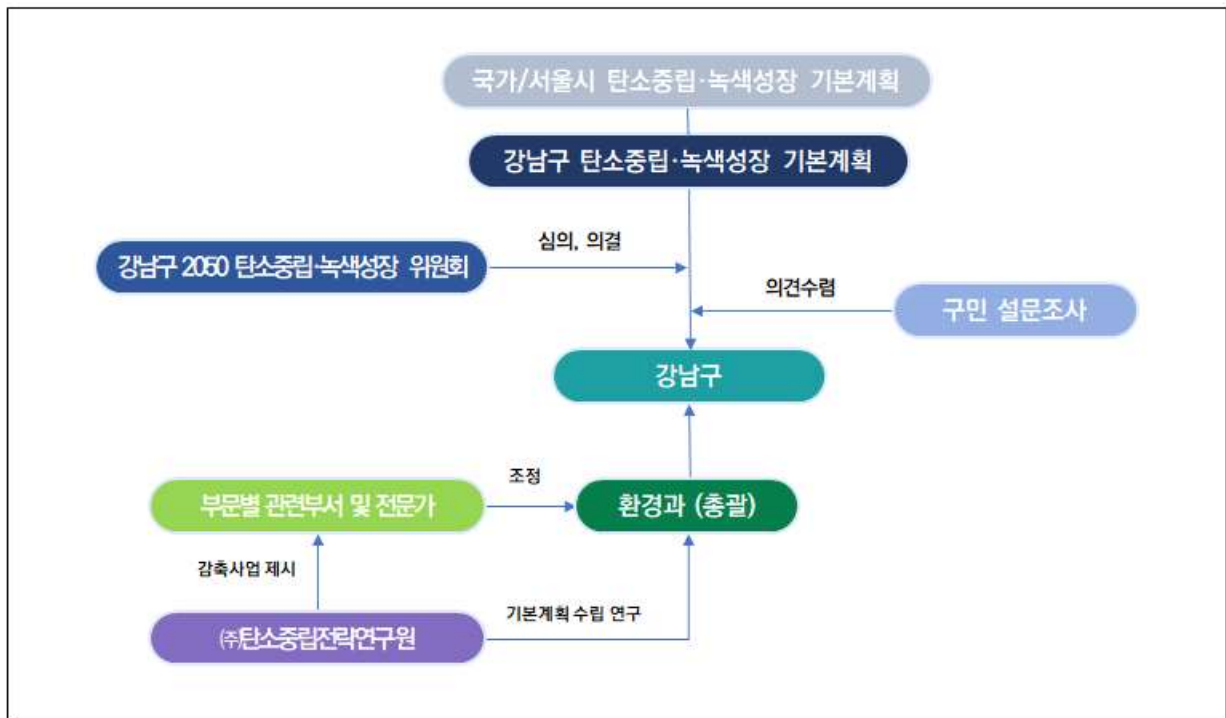 국가/서울시 탄소중립·녹색성장 기본계획
강남구 탄소중립·녹색성장 기본계획
심의, 의결
강남구 2050 탄소중립·녹색성장 위원회
의견수렴
구민 설문조사
강남구
조정
부문별 관련부서 및 전문가
환경과 (총괄)
감축사업 제시
기본계획 수립 연구
㈜탄소중립전략연구원